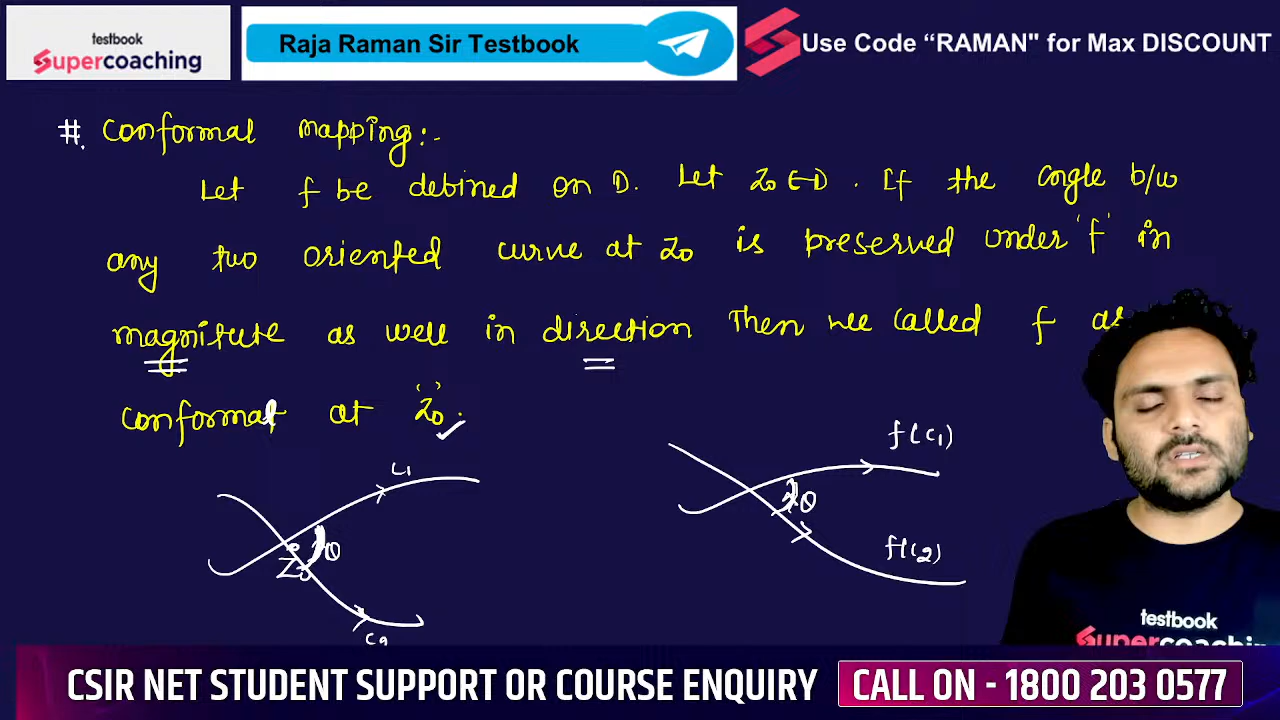 testbook
Supercoaching
Raja Raman Sir Testbook
Use Code “RAMAN" for Max DISCOUNT
# Conformal mapping:-
Let f be debined on D. Let Z0 ∈ D. If the angle b/w
any two oriented curve at Z0 is preserved under 'f' in
magnitute as well in direction Then we called f as
conformal at 'Z0'.
C1
f(C1)
θ
Z0
θ
f(C2)
C2
testbook
Supercoaching
CSIR NET STUDENT SUPPORT OR COURSE ENQUIRY
CALL ON - 1800 203 0577